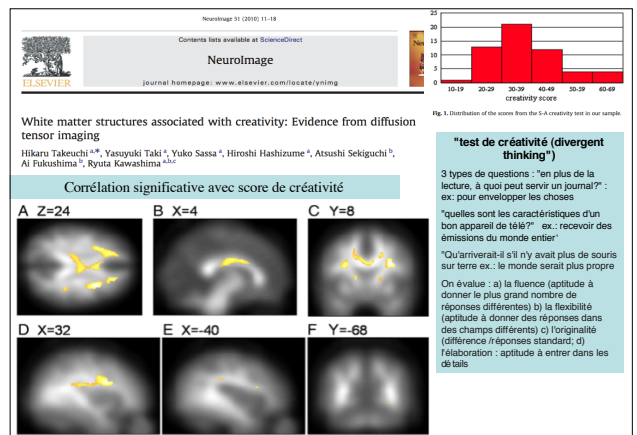 NeuroImage 51 (2010) 11–18
Contents lists available at ScienceDirect
NeuroImage
journal homepage: www.elsevier.com/locate/ynimg
ELSEVIER
White matter structures associated with creativity: Evidence from diffusion
tensor imaging
Hikaru Takeuchi a,*, Yasuyuki Taki a, Yuko Sassa a, Hiroshi Hashizume a, Atsushi Sekiguchi b,
Ai Fukushima b, Ryuta Kawashima a,b,c
Corrélation significative avec score de créativité
A Z=24
B X=4
C Y=8
D X=32
E X=-40
F Y=-68
25
20
15
10
5
0
10-19 20-29 30-39 40-49 50-59 60-69
creativity score
Fig. 1. Distribution of the scores from the S-A creativity test in our sample.
"test de créativité (divergent
thinking")
3 types de questions : "en plus de la
lecture, à quoi peut servir un journal?" :
ex: pour envelopper les choses
"quelles sont les caractéristiques d'un
bon appareil de télé?" ex.: recevoir des
émissions du monde entier'
"Qu'arriverait-il s'il n'y avait plus de souris
sur terre ex.: le monde serait plus propre
On évalue : a) la fluence (aptitude à
donner le plus grand nombre de
réponses différentes) b) la flexibilité
(aptitude à donner des réponses dans
des champs différents) c) l'originalité
(différence /réponses standard; d)
l'élaboration : aptitude à entrer dans les
détails